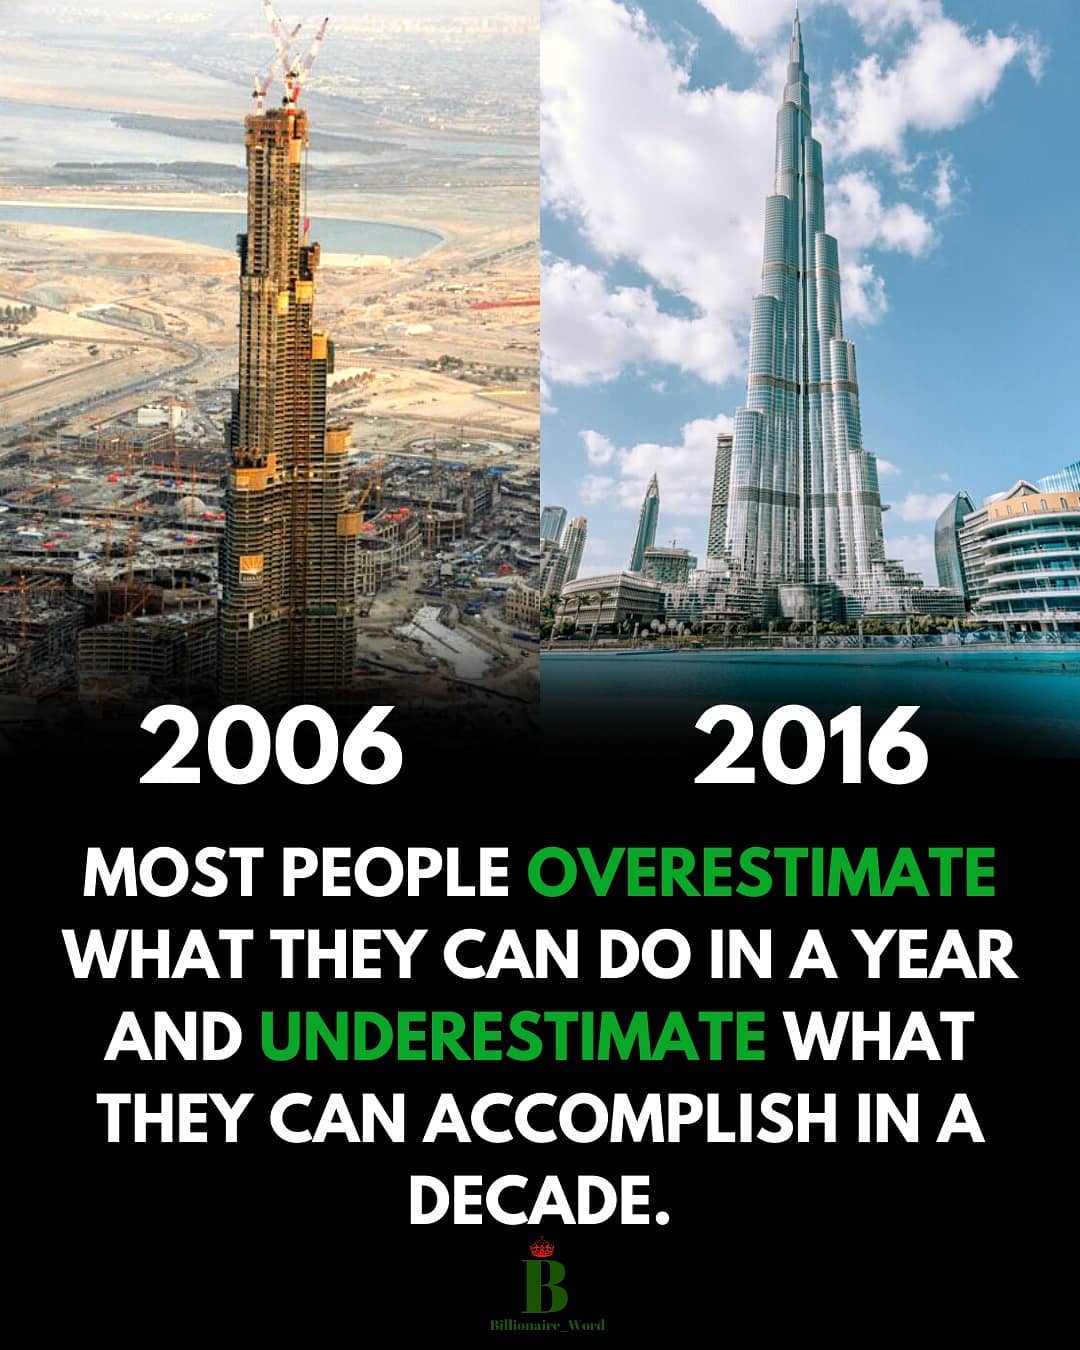 2006
2016
MOST PEOPLE OVERESTIMATE
WHAT THEY CAN DO IN A YEAR
AND UNDERESTIMATE WHAT
THEY CAN ACCOMPLISH IN A
DECADE.
B
Billionaire_Word